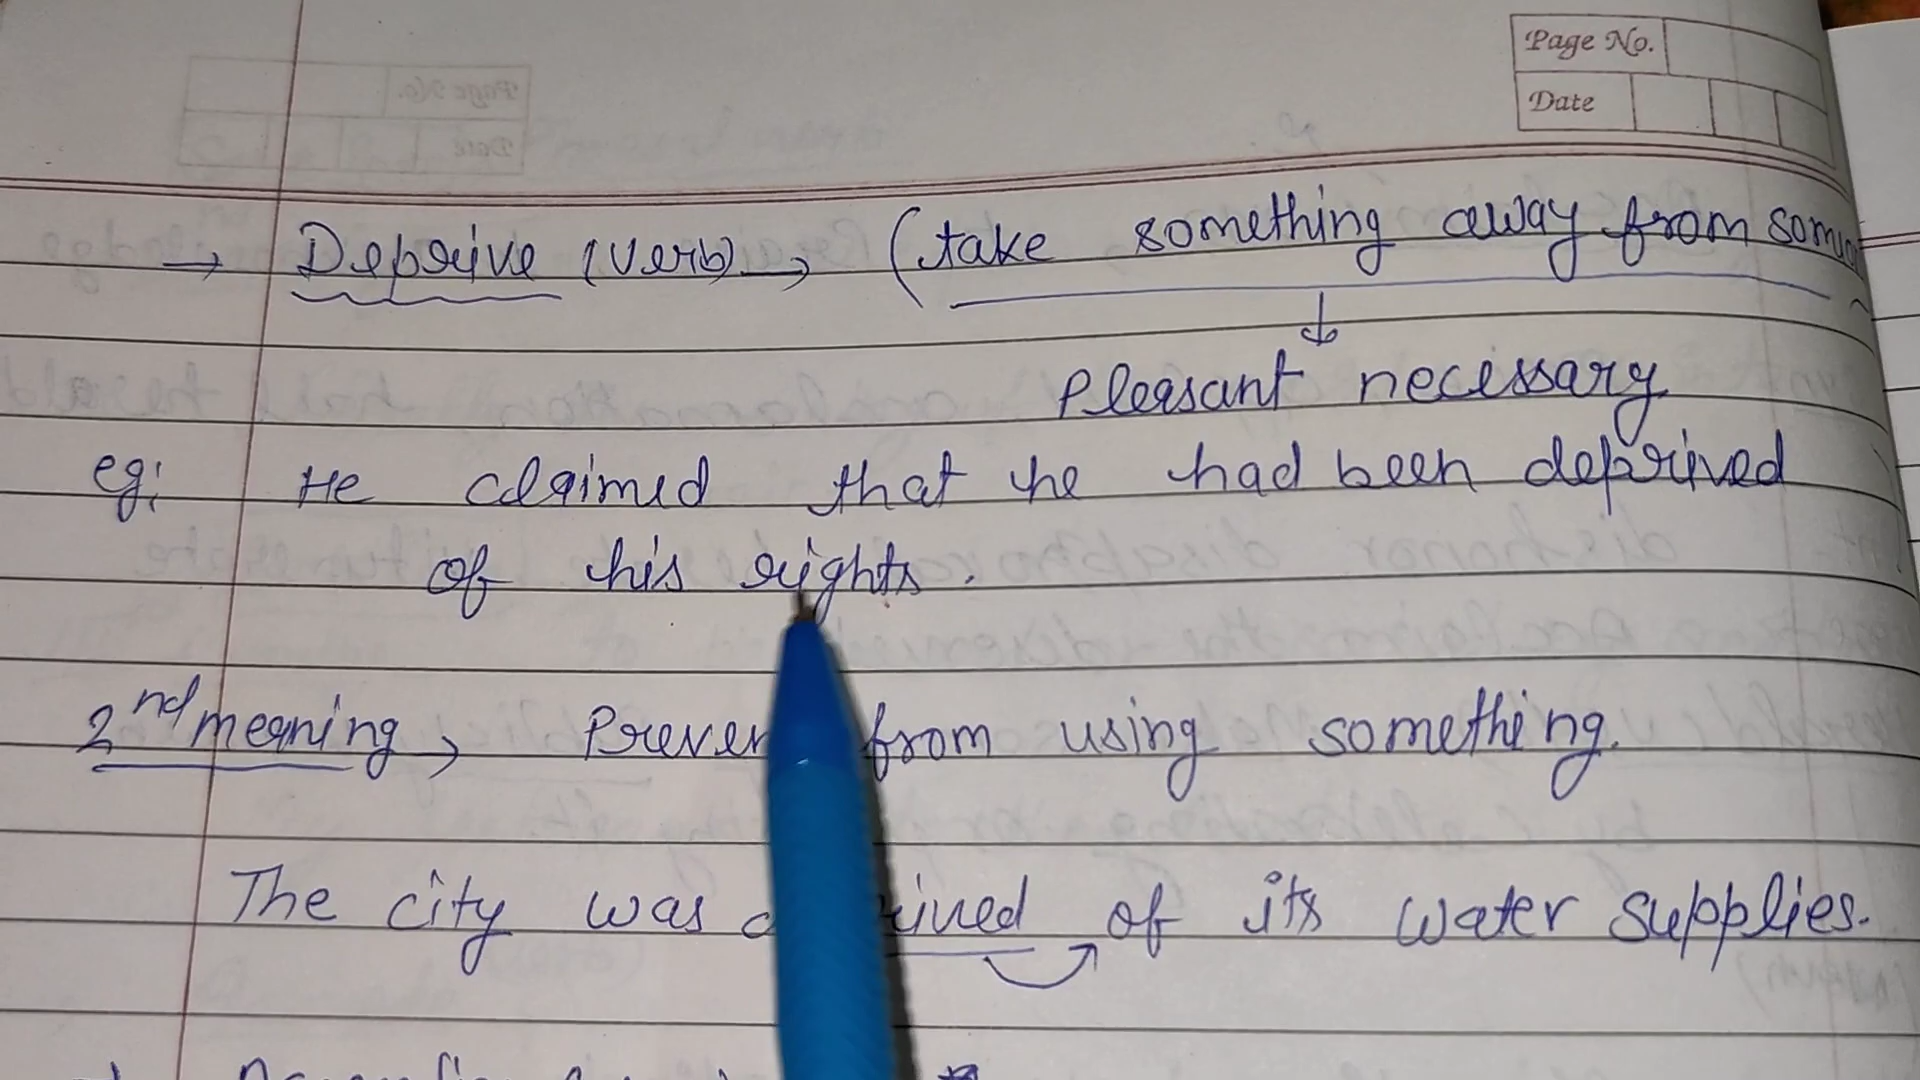 Page No.
Date
→ Deprive (verb) → (take something away from
↓
Pleasant necessary
eg: He claimed that he had been deprived
of his rights.
2nd meaning → from using something.
The city was of its water supplies.